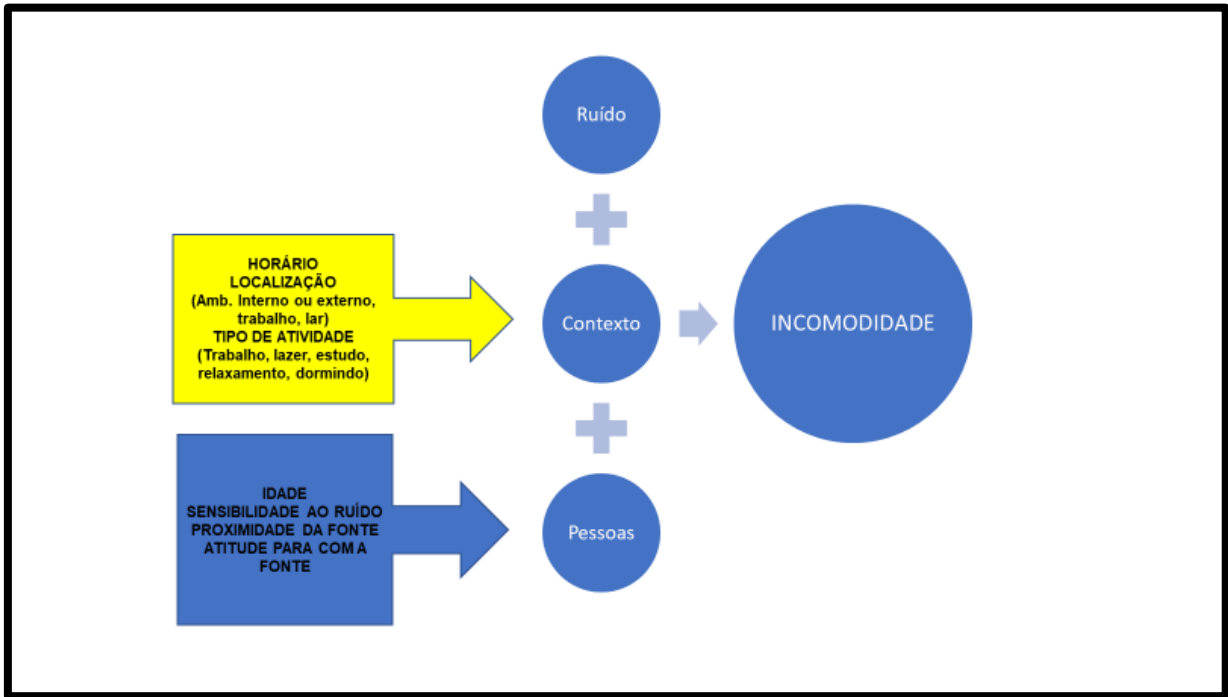 Ruído
HORÁRIO
LOCALIZAÇÃO
(Amb. Interno ou externo,
trabalho, lar)
TIPO DE ATIVIDADE
(Trabalho, lazer, estudo,
relaxamento, dormindo)
Contexto
INCOMODIDADE
IDADE
SENSIBILIDADE AO RUÍDO
PROXIMIDADE DA FONTE
ATITUDE PARA COM A
FONTE
Pessoas